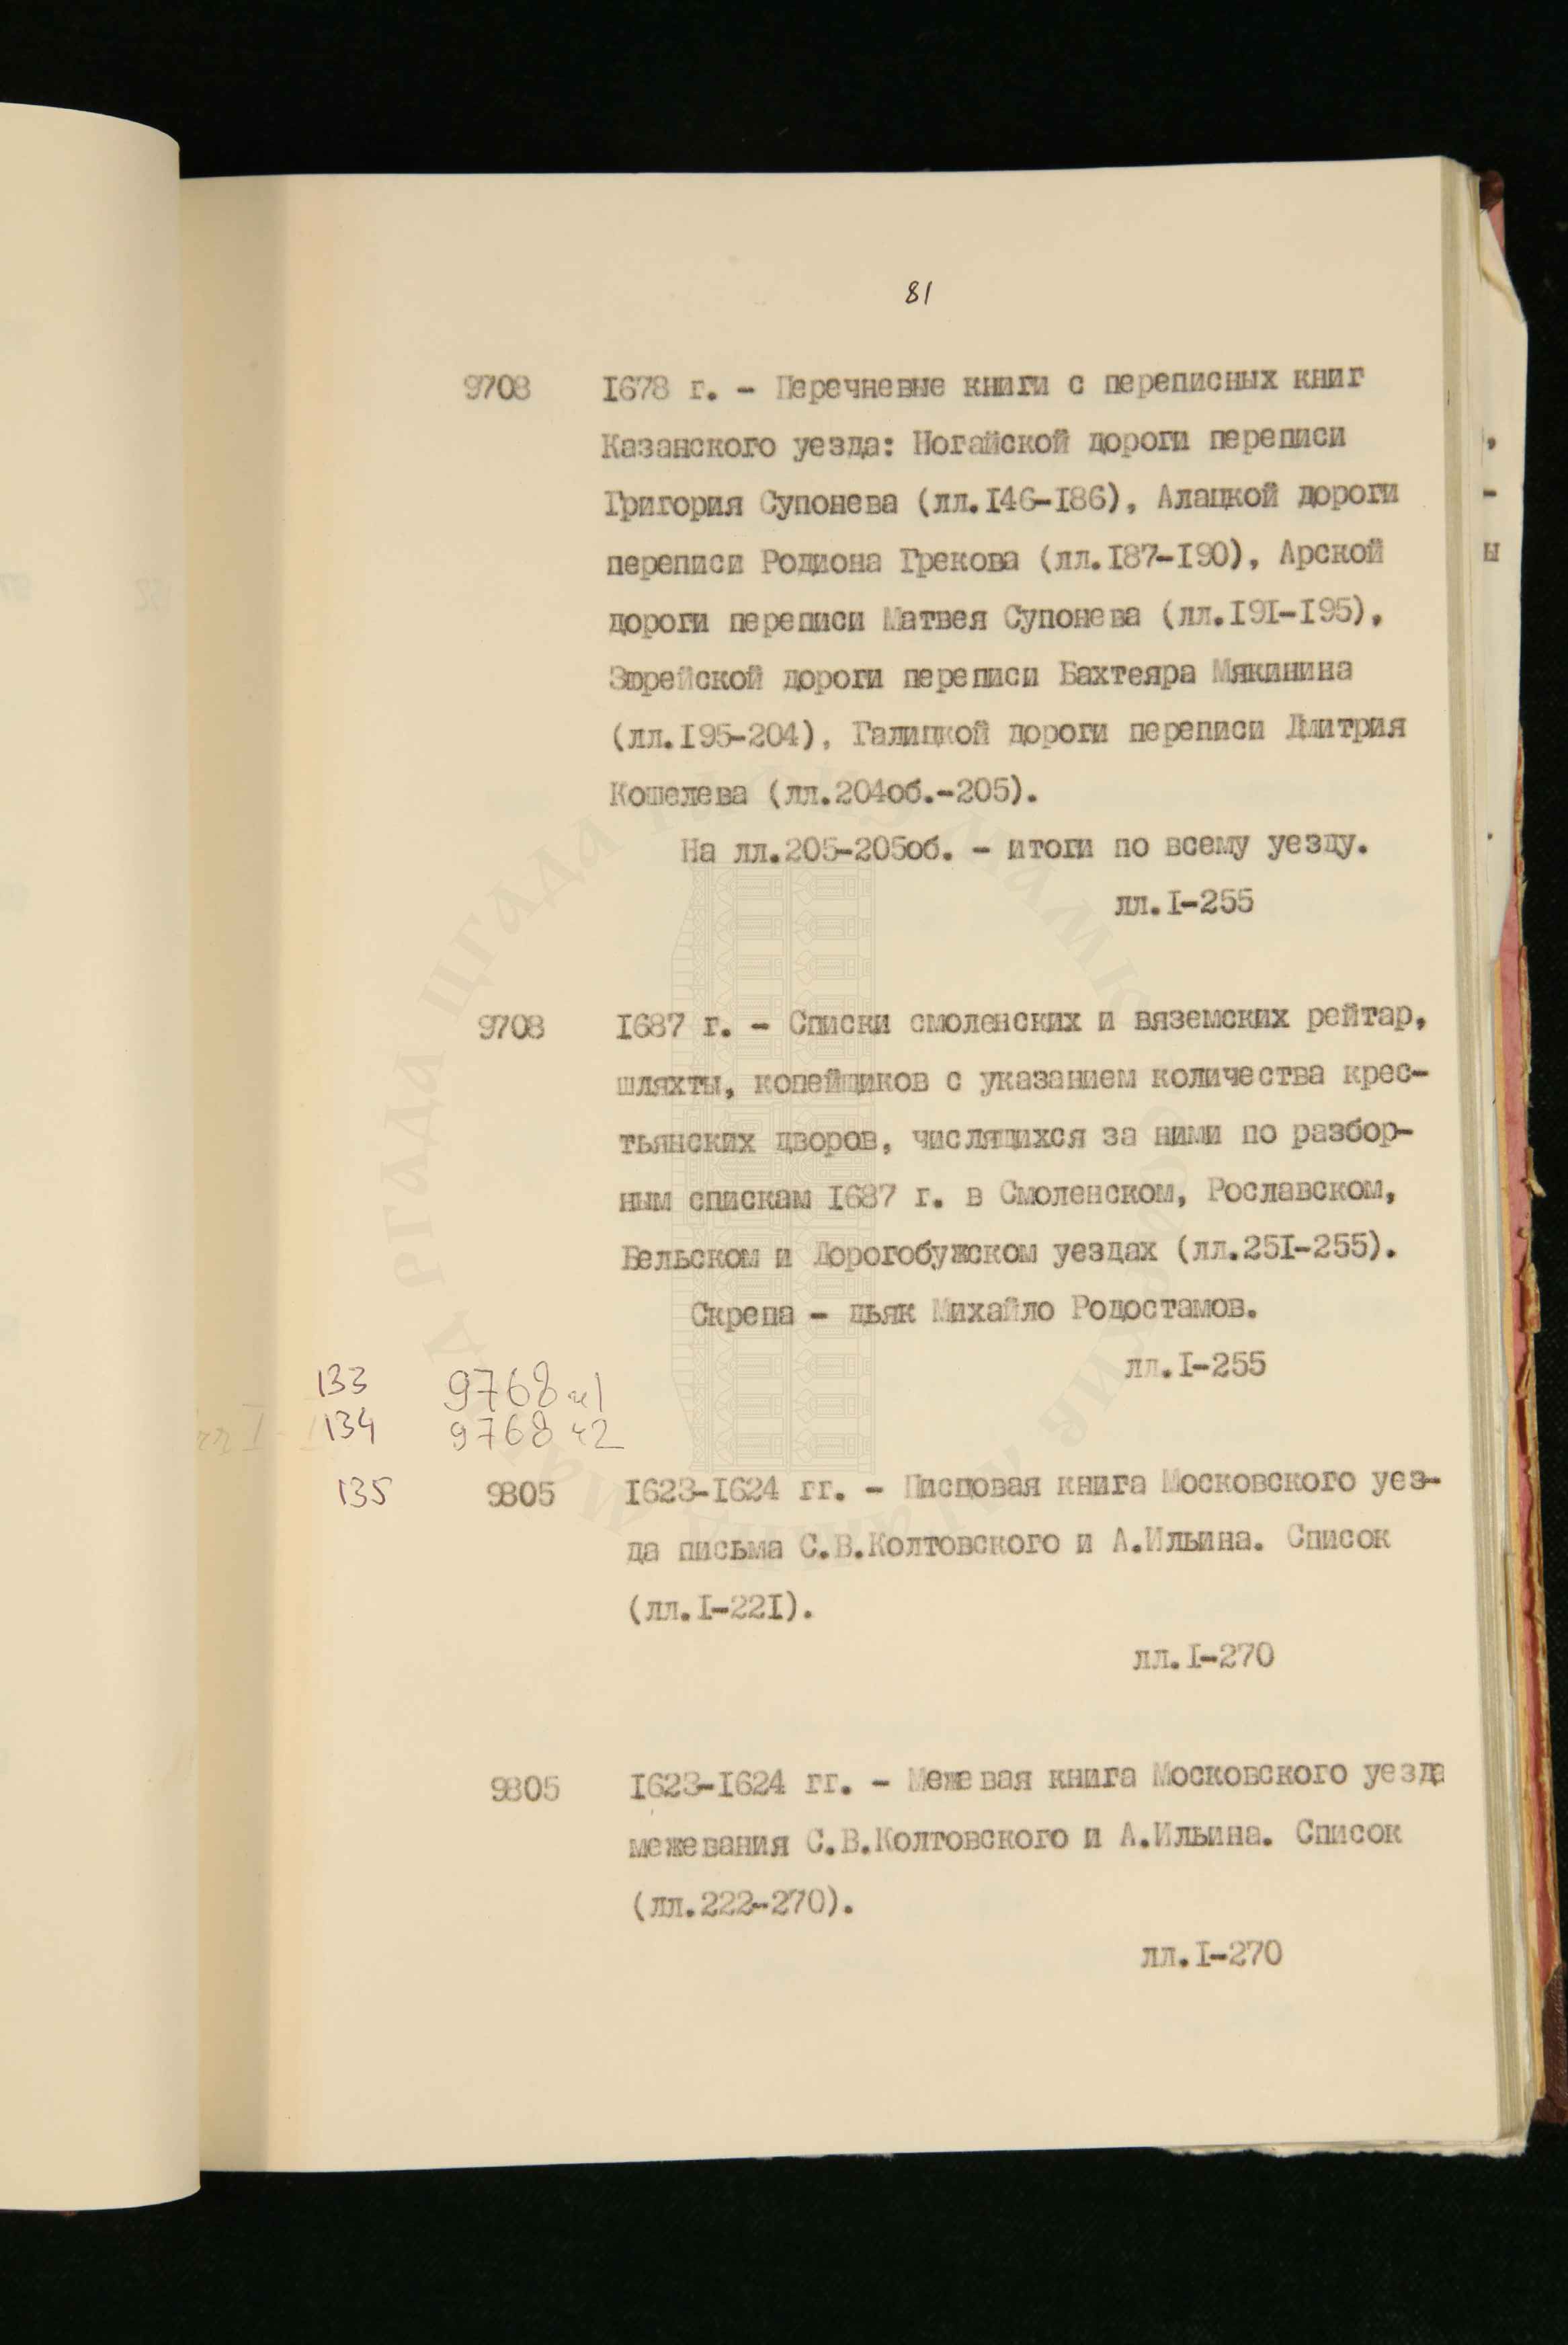 81
9708 1678 г. - Перечневые книги с переписных книг
Казанского уезда: Ногайской дороги переписи
Григория Супонева (лл.146-186), Алацкой дороги
переписи Родиона Грекова (лл.187-190), Арской
дороги переписи Матвея Супонева (лл.191-195),
Зюрейской дороги переписи Бахтеяра Мякинина
(лл.195-204), Галицкой дороги переписи Дмитрия
Кошелева (лл.204об.-205).
На лл.205-205об. - итоги по всему уезду.
лл.1-255
9708 1687 г. - Списки смоленских и вяземских рейтар,
шляхты, копейщиков с указанием количества крес-
тьянских дворов, числящихся за ними по разбор-
ным спискам 1687 г. в Смоленском, Рославском,
Бельском и Дорогобужском уездах (лл.251-255).
Скрепа - дьяк Михайло Родостамов.
лл.1-255
133 9768 ч1
134 9768 ч2
135 9805 1623-1624 гг. - Писцовая книга Московского уез-
да письма С.В.Колтовского и А.Ильина. Список
(лл.1-221).
лл.1-270
9805 1623-1624 гг. - Межевая книга Московского уезда
межевания С.В.Колтовского и А.Ильина. Список
(лл.222-270).
лл.1-270